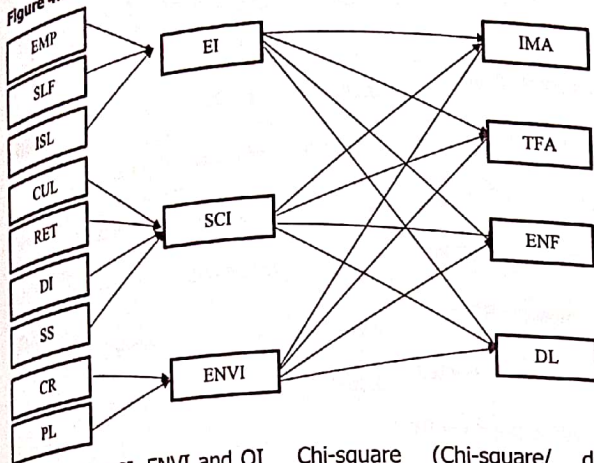 Figure 4.
EMP
SLF
ISL
CUL
RET
DI
SS
CR
PL
EI
SCI
ENVI
IMA
TFA
ENF
DL
ENVI and OI Chi-square (Chi-square/